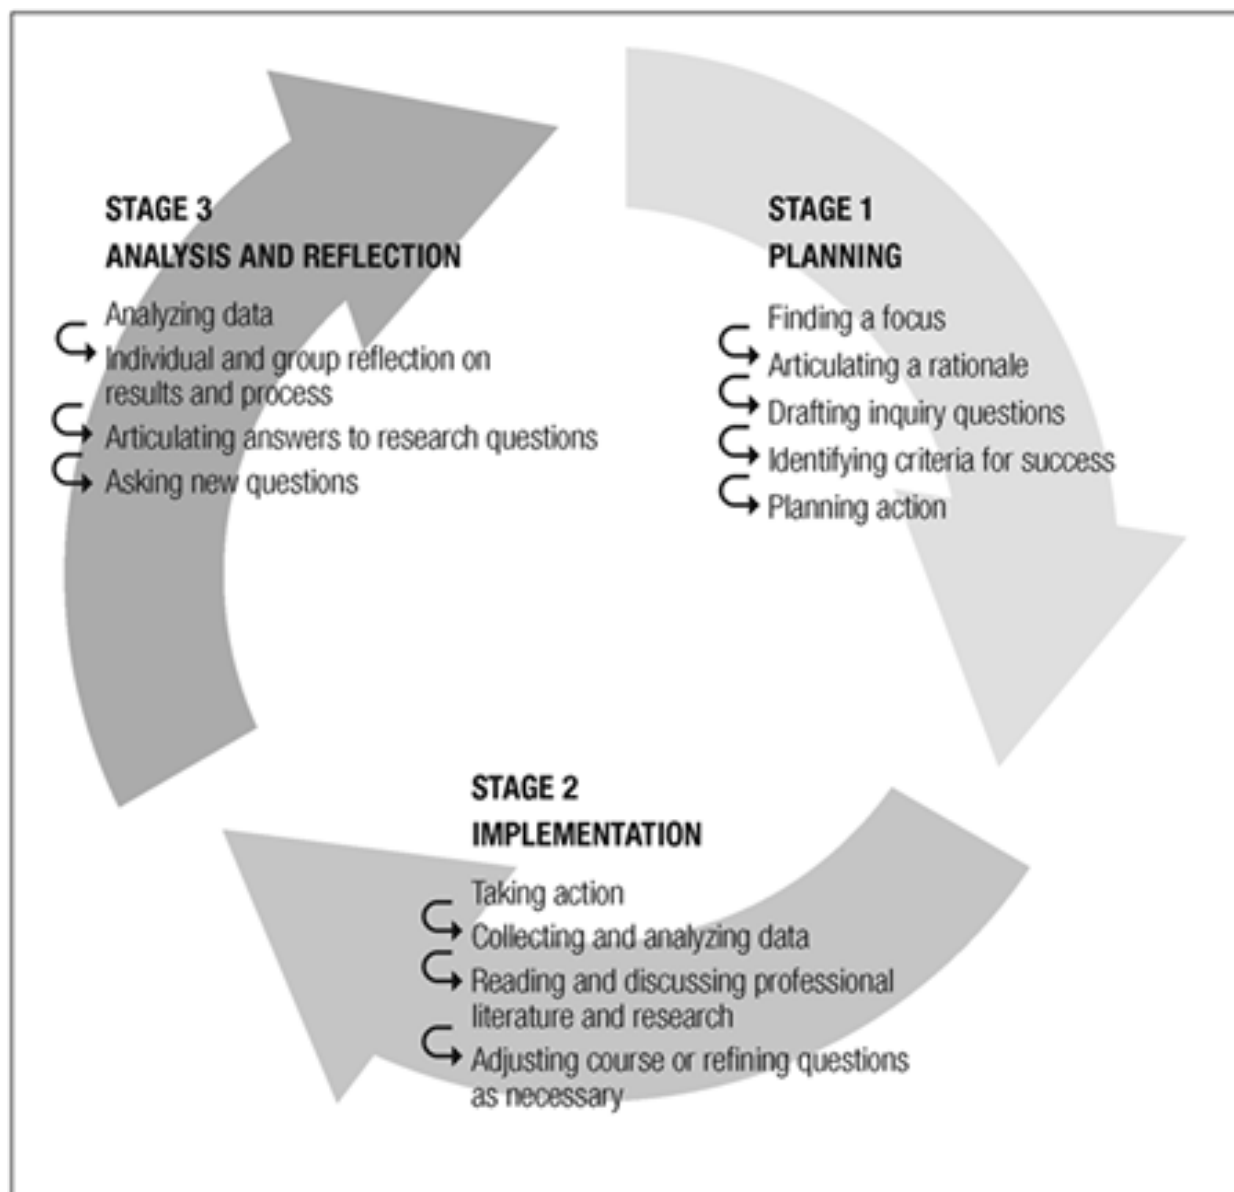 STAGE 1
PLANNING
Finding a focus
Articulating a rationale
Drafting inquiry questions
Identifying criteria for success
Planning action
STAGE 2
IMPLEMENTATION
Taking action
Collecting and analyzing data
Reading and discussing professional
literature and research
Adjusting course or refining questions
as necessary
STAGE 3
ANALYSIS AND REFLECTION
Analyzing data
Individual and group reflection on
results and process
Articulating answers to research questions
Asking new questions